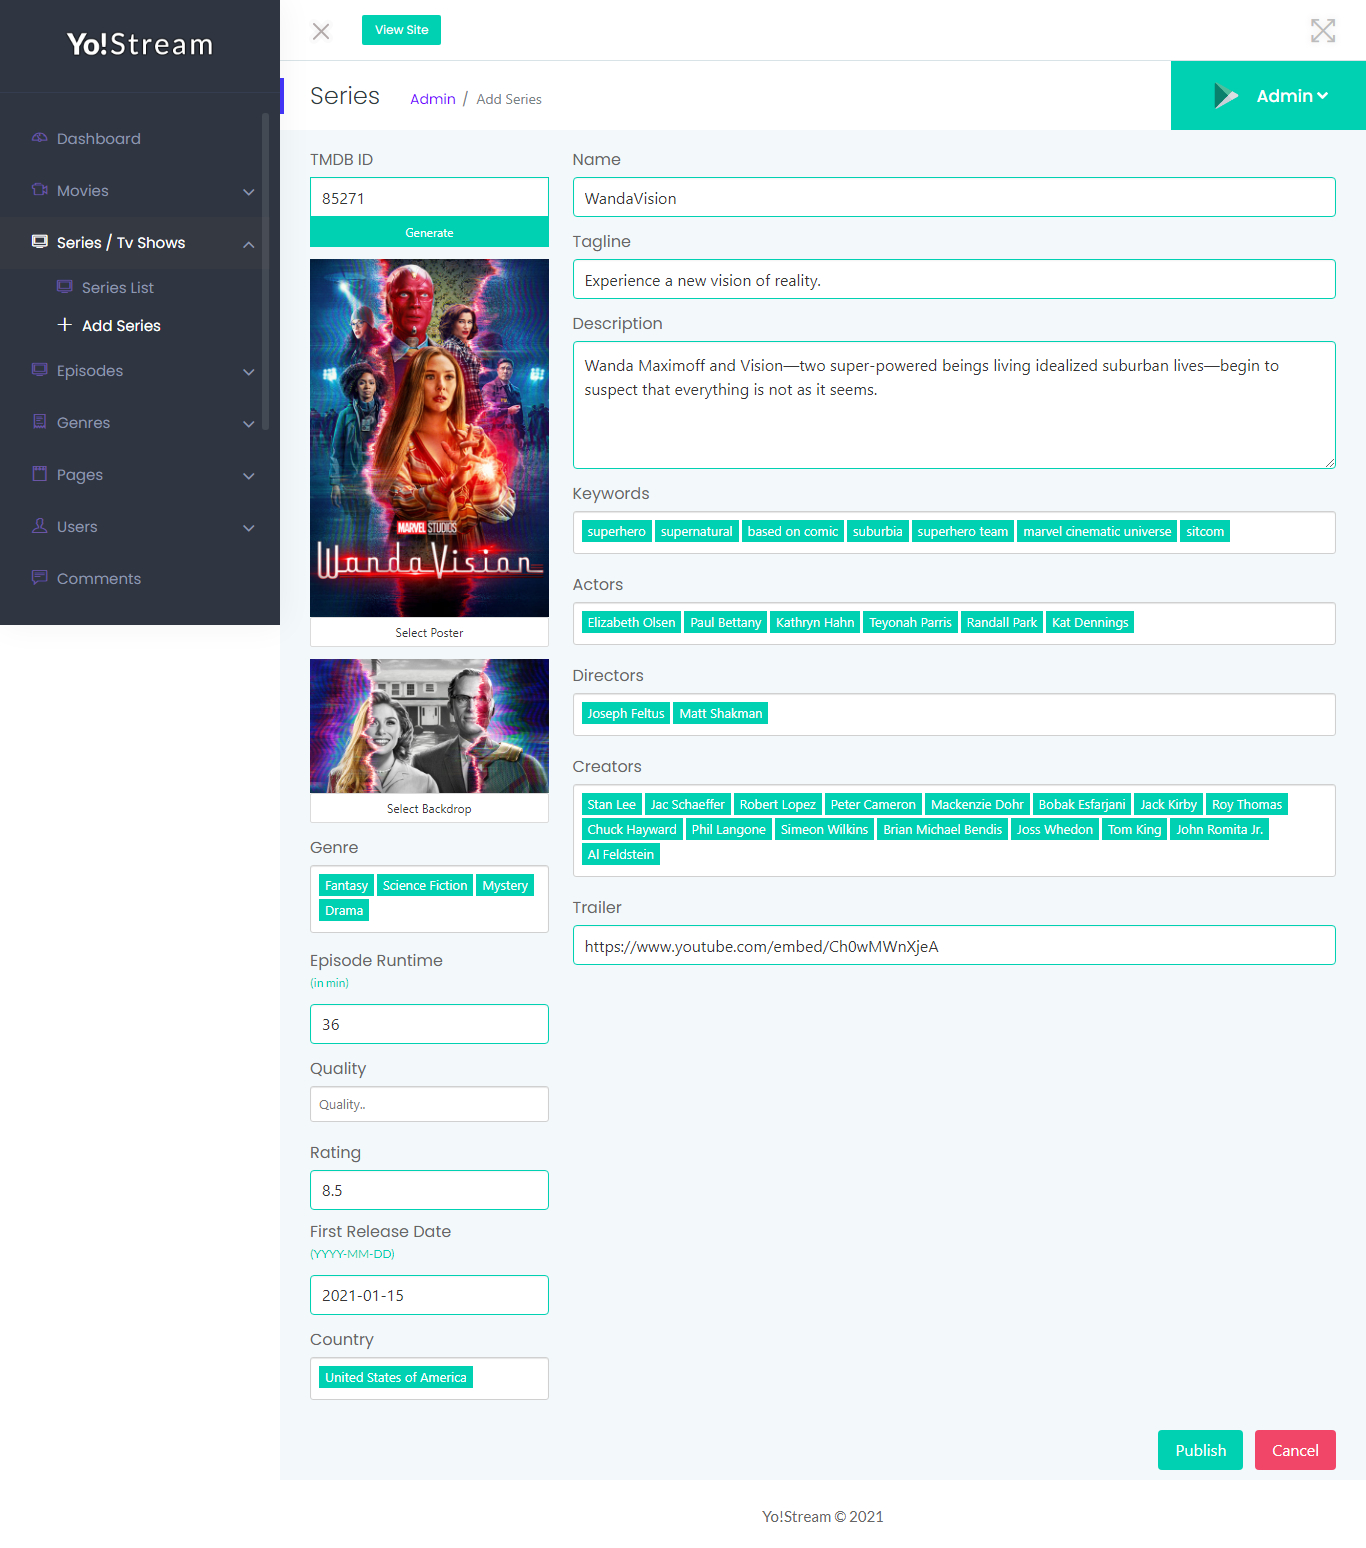 Yo!Stream
View Site
Series
Admin / Add Series
Admin
Dashboard
Movies
Series / Tv Shows
Series List
Add Series
Episodes
Genres
Pages
Users
Comments
TMDB ID
85271
Generate
MARVEL STUDIOS
WandaVision
Select Poster
Select Backdrop
Genre
Fantasy Science Fiction Mystery
Drama
Episode Runtime
(in min)
36
Quality
Quality..
Rating
8.5
First Release Date
(YYYY-MM-DD)
2021-01-15
Country
United States of America
Name
WandaVision
Tagline
Experience a new vision of reality.
Description
Wanda Maximoff and Vision—two super-powered beings living idealized suburban lives—begin to
suspect that everything is not as it seems.
Keywords
superhero supernatural based on comic suburbia superhero team marvel cinematic universe sitcom
Actors
Elizabeth Olsen Paul Bettany Kathryn Hahn Teyonah Parris Randall Park Kat Dennings
Directors
Joseph Feltus Matt Shakman
Creators
Stan Lee Jac Schaeffer Robert Lopez Peter Cameron Mackenzie Dohr Bobak Esfarjani Jack Kirby Roy Thomas
Chuck Hayward Phil Langone Simeon Wilkins Brian Michael Bendis Joss Whedon Tom King John Romita Jr.
Al Feldstein
Trailer
https://www.youtube.com/embed/Ch0wMWnXjeA
Publish
Cancel
Yo!Stream © 2021